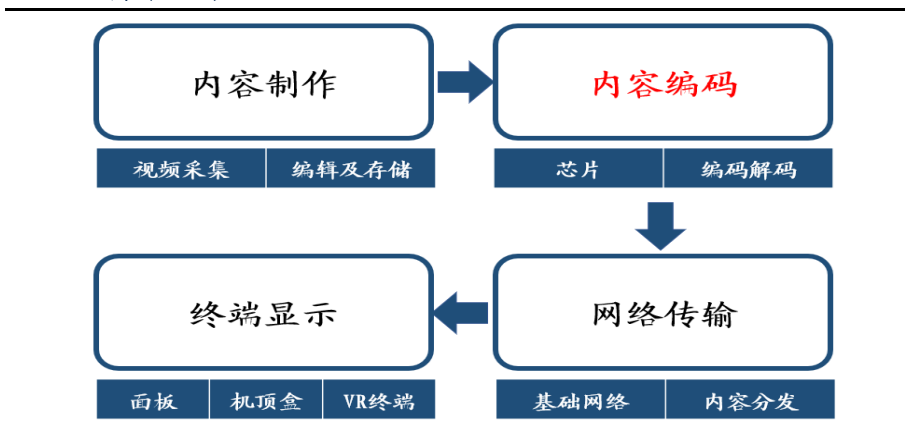 内容制作
内容编码
视频采集 编辑及存储
芯片 编码解码
终端显示
网络传输
面板 机顶盒 VR终端
基础网络 内容分发